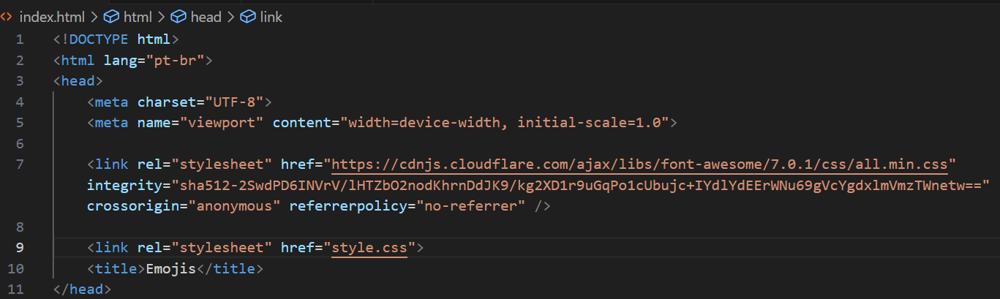 index.html > html > head > link
1 <!DOCTYPE html>
2 <html lang="pt-br">
3 <head>
4 <meta charset="UTF-8">
5 <meta name="viewport" content="width=device-width, initial-scale=1.0">
6
7 <link rel="stylesheet" href="https://cdnjs.cloudflare.com/ajax/libs/font-awesome/7.0.1/css/all.min.css"
integrity="sha512-2SwdPD6INVrV/lHTZbO2nodKhrnDdJK9/kg2XD1r9uGqPo1cUbujc+IYdlYdEErWNu69gVcYgdxlmVmzTWnetw=="
crossorigin="anonymous" referrerpolicy="no-referrer" />
8
9 <link rel="stylesheet" href="style.css">
10 <title>Emojis</title>
11 </head>